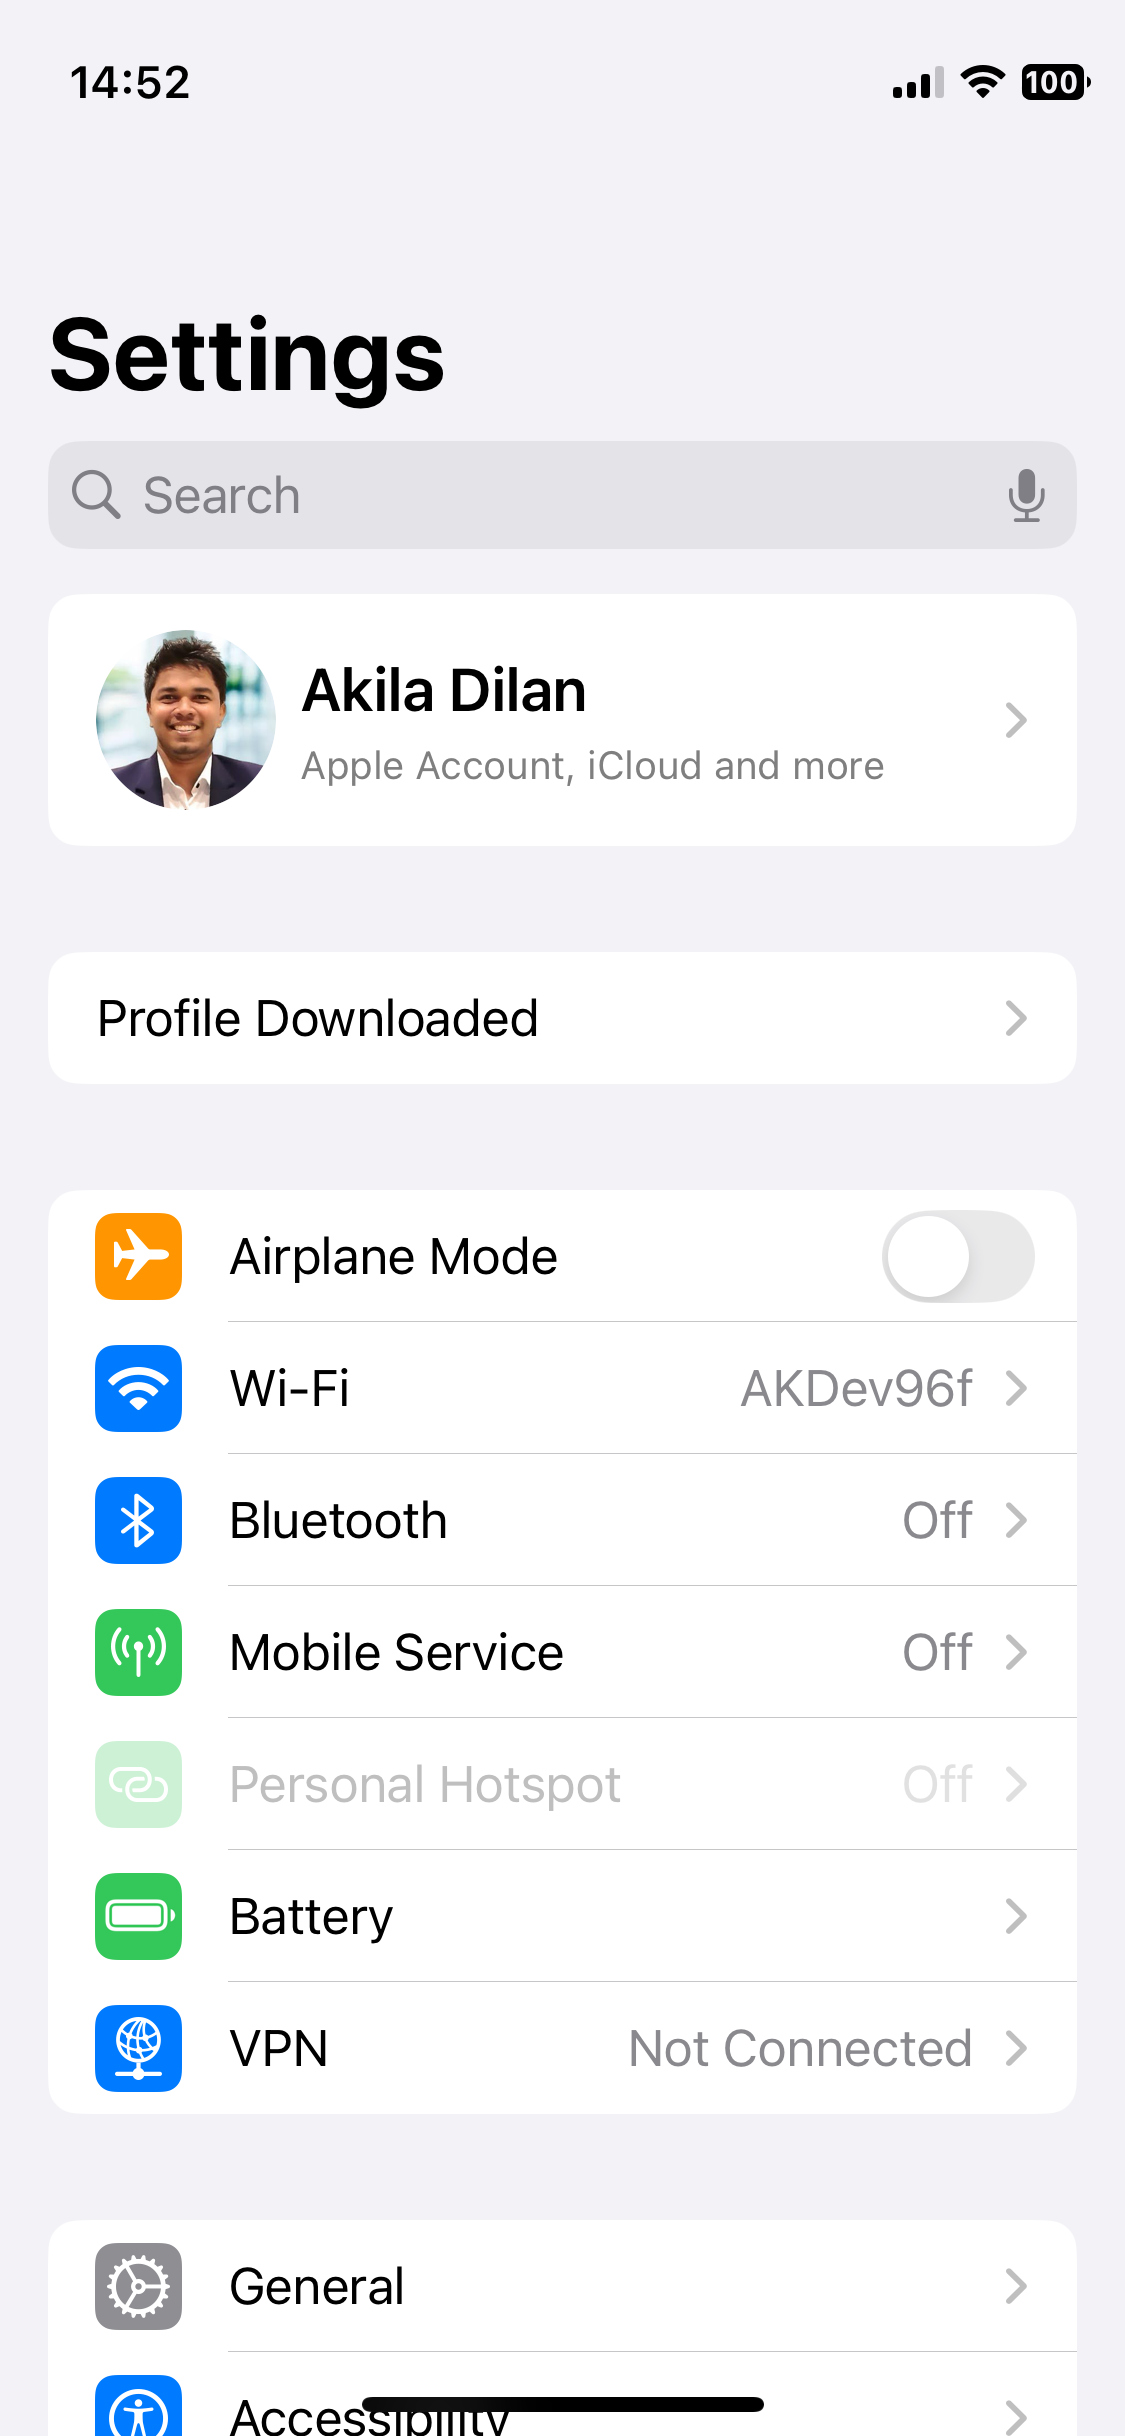 14:52
100
Settings
Search
Akila Dilan
Apple Account, iCloud and more
Profile Downloaded
Airplane Mode
Wi-Fi AKDev96f
Bluetooth Off
Mobile Service Off
Personal Hotspot Off
Battery
VPN Not Connected
General
Accessibility